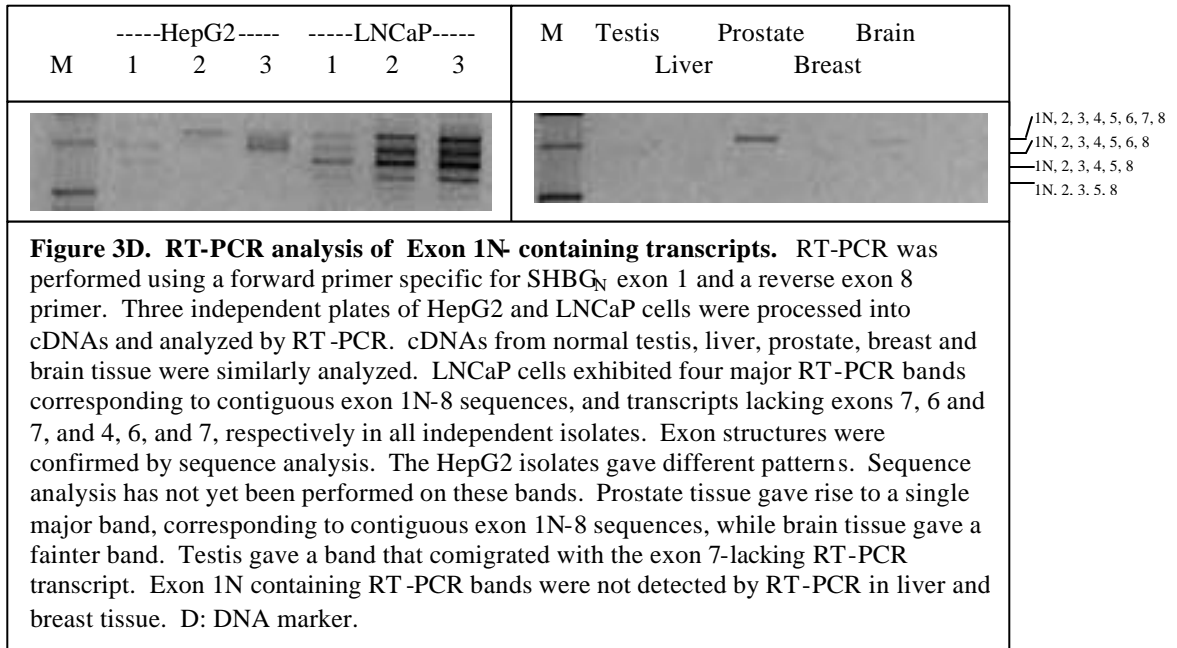 -----HepG2----- -----LNCaP-----
M 1 2 3 1 2 3
M Testis Prostate Brain
Liver Breast
1N, 2, 3, 4, 5, 6, 7, 8
1N, 2, 3, 4, 5, 6, 8
1N, 2, 3, 4, 5, 8
1N. 2. 3. 5. 8
Figure 3D. RT-PCR analysis of Exon 1N- containing transcripts. RT-PCR was
performed using a forward primer specific for SHBGN exon 1 and a reverse exon 8
primer. Three independent plates of HepG2 and LNCaP cells were processed into
cDNAs and analyzed by RT-PCR. cDNAs from normal testis, liver, prostate, breast and
brain tissue were similarly analyzed. LNCaP cells exhibited four major RT-PCR bands
corresponding to contiguous exon 1N-8 sequences, and transcripts lacking exons 7, 6 and
7, and 4, 6, and 7, respectively in all independent isolates. Exon structures were
confirmed by sequence analysis. The HepG2 isolates gave different patterns. Sequence
analysis has not yet been performed on these bands. Prostate tissue gave rise to a single
major band, corresponding to contiguous exon 1N-8 sequences, while brain tissue gave a
fainter band. Testis gave a band that comigrated with the exon 7-lacking RT-PCR
transcript. Exon 1N containing RT-PCR bands were not detected by RT-PCR in liver and
breast tissue. D: DNA marker.